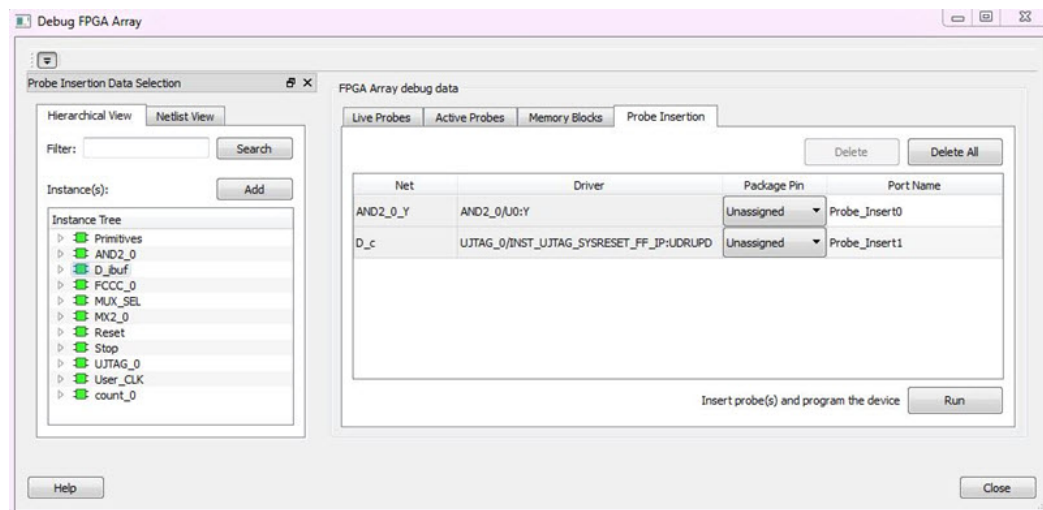 Debug FPGA Array
Probe Insertion Data Selection
Hierarchical View Netlist View
Filter: Search
Instance(s): Add
Instance Tree
Primitives
AND2_0
D_ibuf
FCCC_0
MUX_SEL
MX2_0
Reset
Stop
UJTAG_0
User_CLK
count_0
FPGA Array debug data
Live Probes Active Probes Memory Blocks Probe Insertion
Delete Delete All
Net Driver Package Pin Port Name
AND2_0_Y AND2_0/U0:Y Unassigned Probe_Insert0
D_c UJTAG_0/INST_UJTAG_SYSRESET_FF_IP:UDRUPD Unassigned Probe_Insert1
Insert probe(s) and program the device Run
Help Close